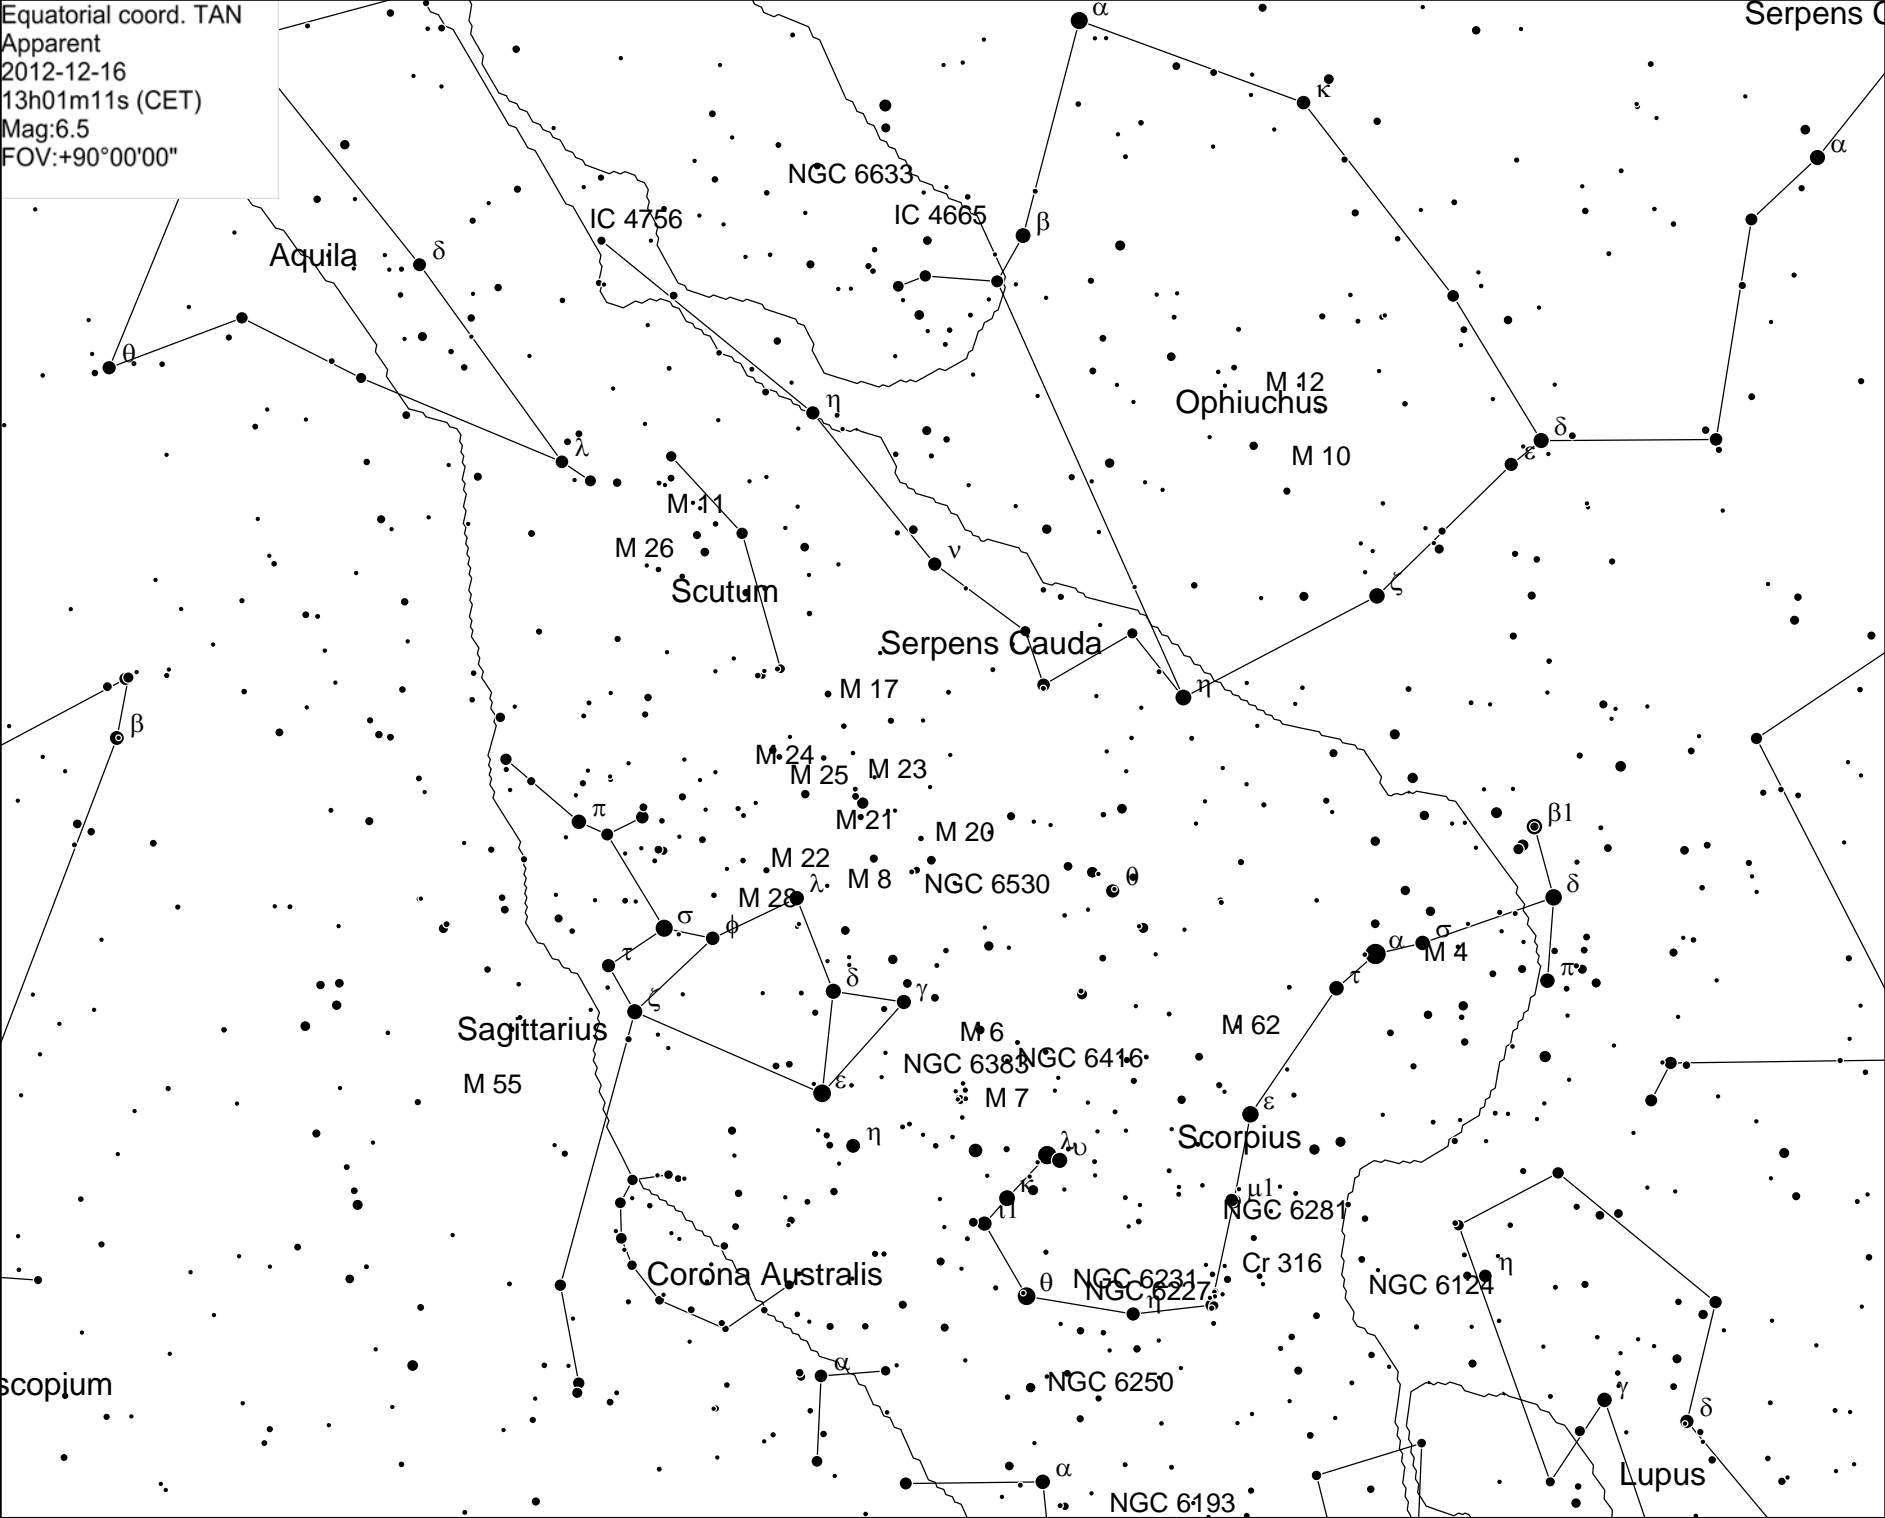 Equatorial coord. TAN
Apparent
2012-12-16
13h01m11s (CET)
Mag:6.5
FOV:+90°00'00"
α
Serpens C
κ
α
NGC 6633
IC 4756
IC 4665
β
Aquila
δ
θ
M 12
Ophiuchus
η
δ
ε
λ
M 10
M 11
M 26
ν
Scutum
ζ
Serpens Cauda
M 17
η
β
M 24
M 25
M 23
π
M 21
M 20
β1
M 22
M 8
NGC 6530
θ
λ
M 28
δ
σ
φ
σ
α
M 4
τ
π
τ
δ
γ
ζ
Sagittarius
M 6
M 62
NGC 6383
NGC 6416
M 55
ε
M 7
ε
η
Scorpius
λ
υ
κ
μ1
ι1
NGC 6281
Corona Australis
Cr 316
η
θ
NGC 6231
NGC 6227
NGC 6124
η
α
scopium
NGC 6250
γ
δ
α
Lupus
NGC 6193